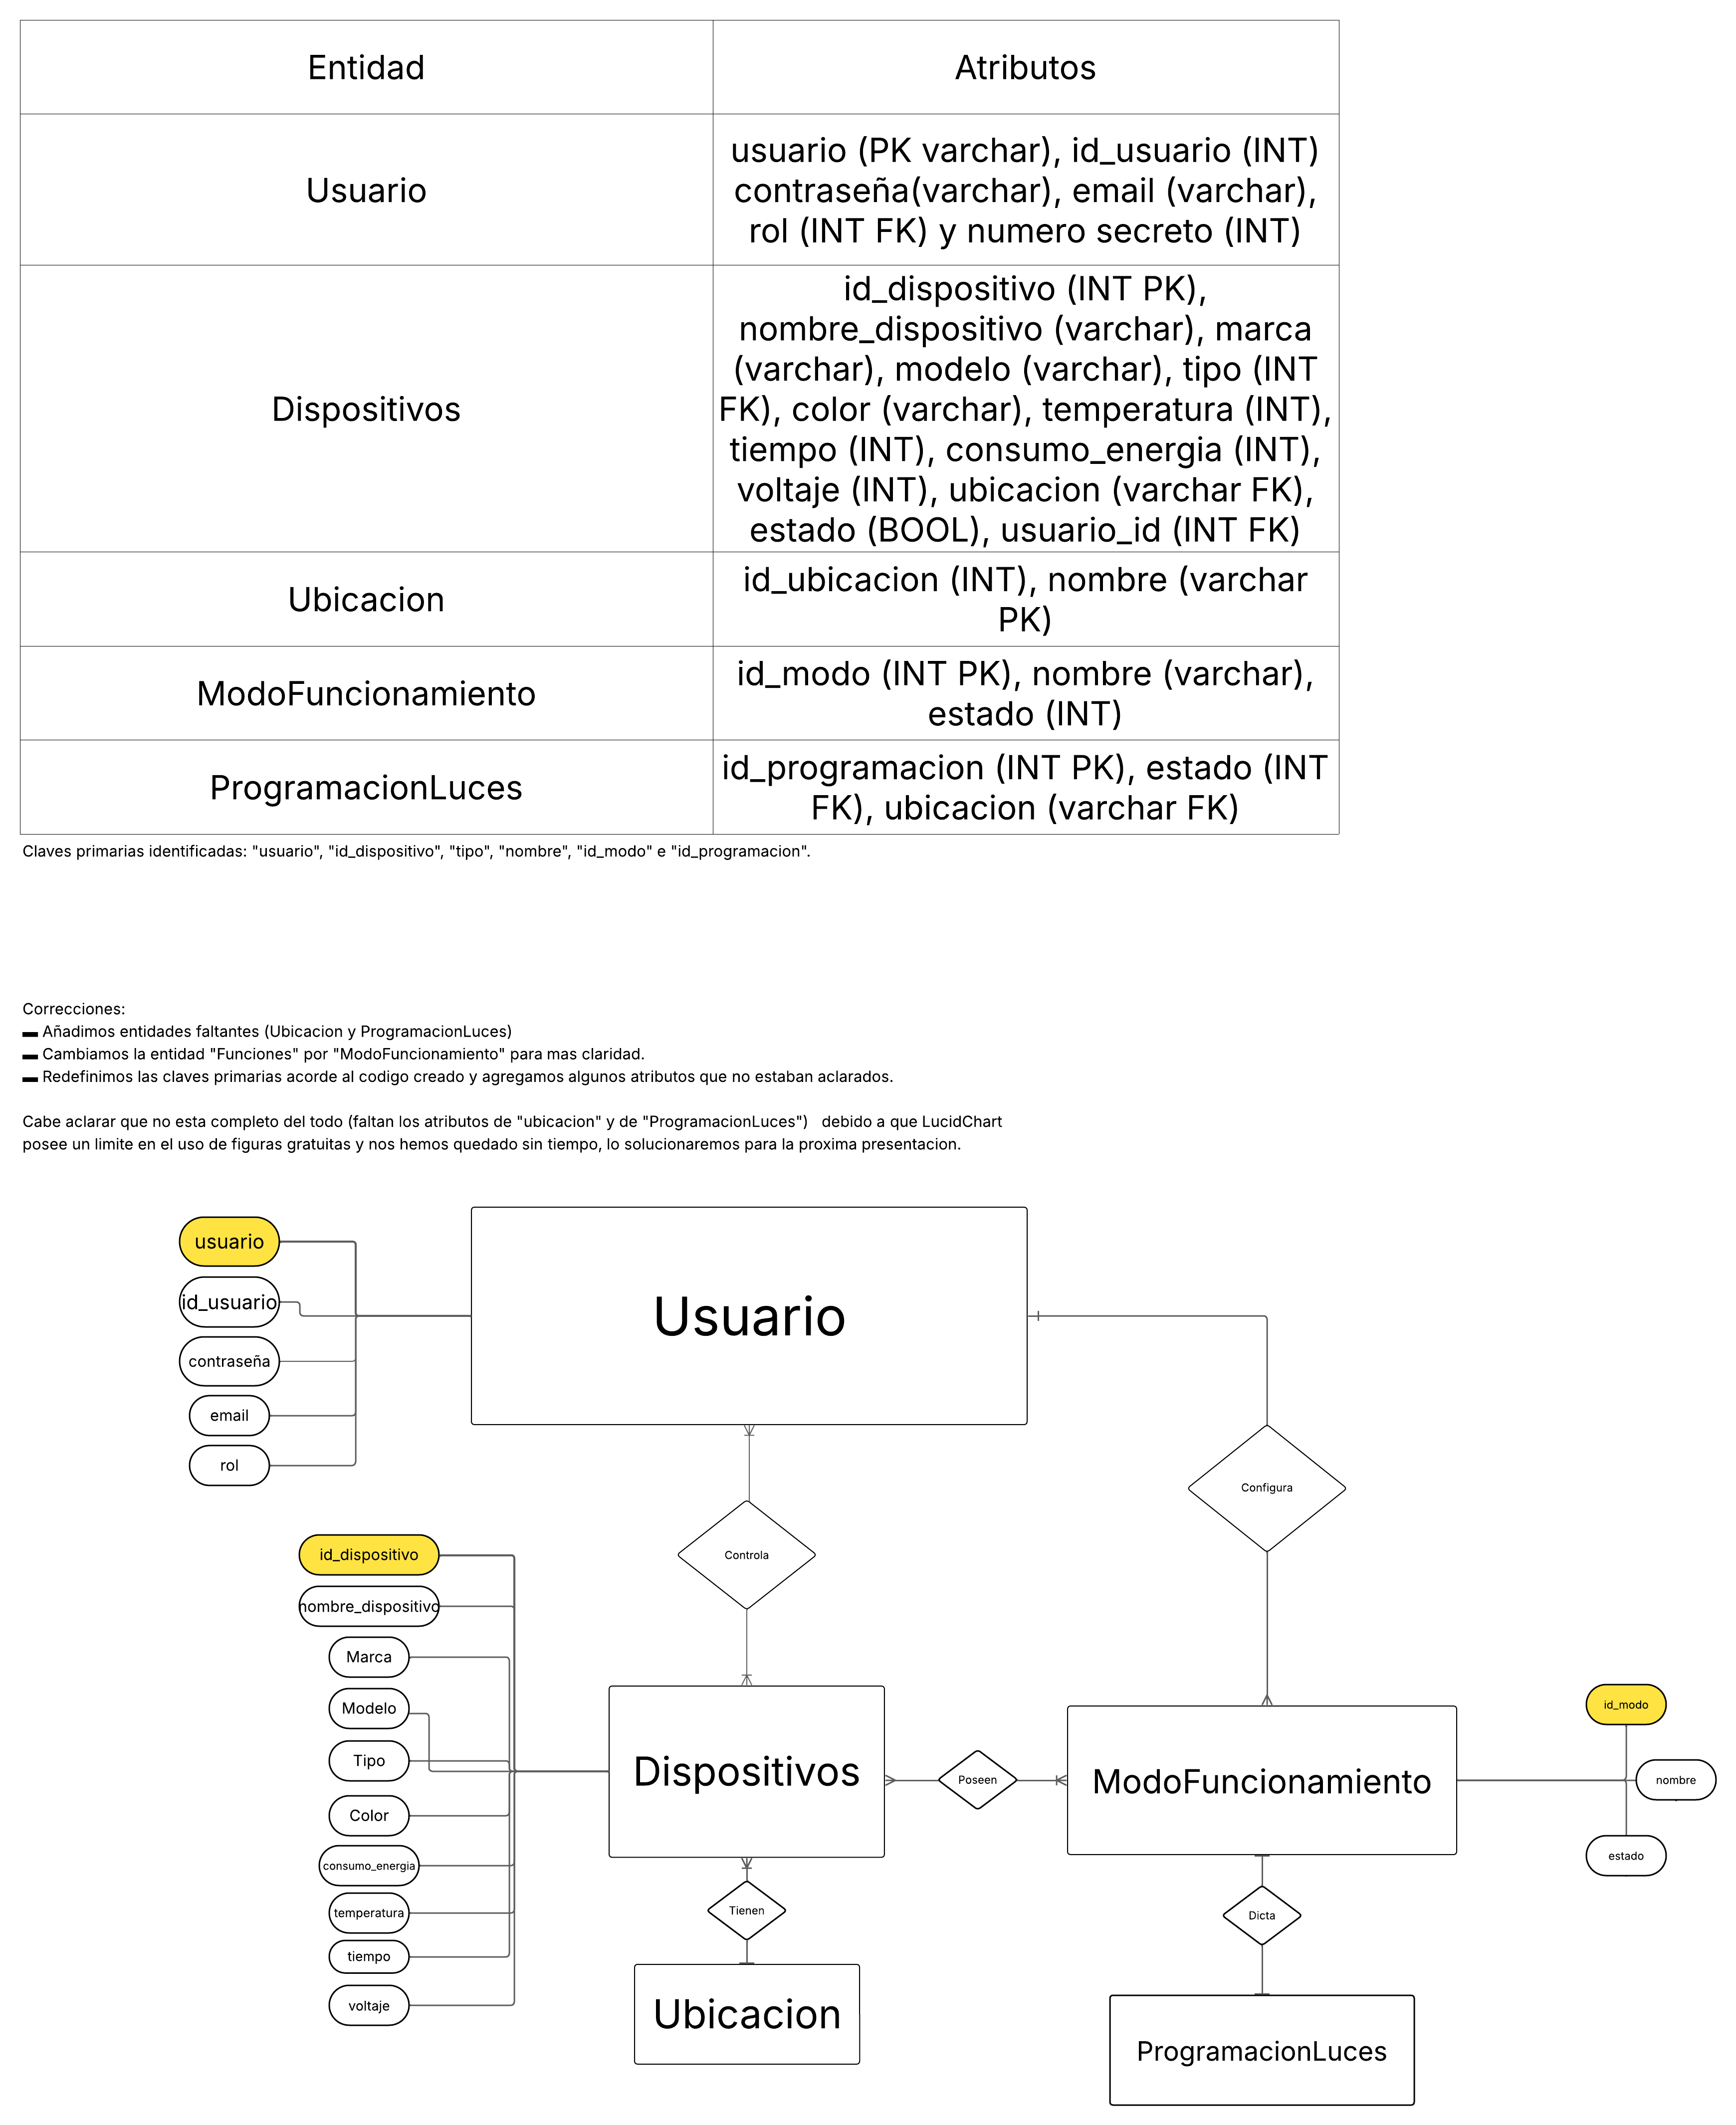 Entidad
Atributos
Usuario
usuario (PK varchar), id_usuario (INT)
contraseña(varchar), email (varchar),
rol (INT FK) y numero secreto (INT)
Dispositivos
id_dispositivo (INT PK),
nombre_dispositivo (varchar), marca
(varchar), modelo (varchar), tipo (INT
FK), color (varchar), temperatura (INT),
tiempo (INT), consumo_energia (INT),
voltaje (INT), ubicacion (varchar FK),
estado (BOOL), usuario_id (INT FK)
Ubicacion
id_ubicacion (INT), nombre (varchar
PK)
ModoFuncionamiento
id_modo (INT PK), nombre (varchar),
estado (INT)
ProgramacionLuces
id_programacion (INT PK), estado (INT
FK), ubicacion (varchar FK)
Claves primarias identificadas: "usuario", "id_dispositivo", "tipo", "nombre", "id_modo" e "id_programacion".
Correcciones:
▬ Añadimos entidades faltantes (Ubicacion y ProgramacionLuces)
▬ Cambiamos la entidad "Funciones" por "ModoFuncionamiento" para mas claridad.
▬ Redefinimos las claves primarias acorde al codigo creado y agregamos algunos atributos que no estaban aclarados.
Cabe aclarar que no esta completo del todo (faltan los atributos de "ubicacion" y de "ProgramacionLuces") debido a que LucidChart
posee un limite en el uso de figuras gratuitas y nos hemos quedado sin tiempo, lo solucionaremos para la proxima presentacion.
usuario
id_usuario
contraseña
email
rol
Usuario
Configura
Controla
id_dispositivo
nombre_dispositivo
Marca
Modelo
Tipo
Color
consumo_energia
temperatura
tiempo
voltaje
Dispositivos
Poseen
ModoFuncionamiento
id_modo
nombre
estado
Tienen
Dicta
Ubicacion
ProgramacionLuces